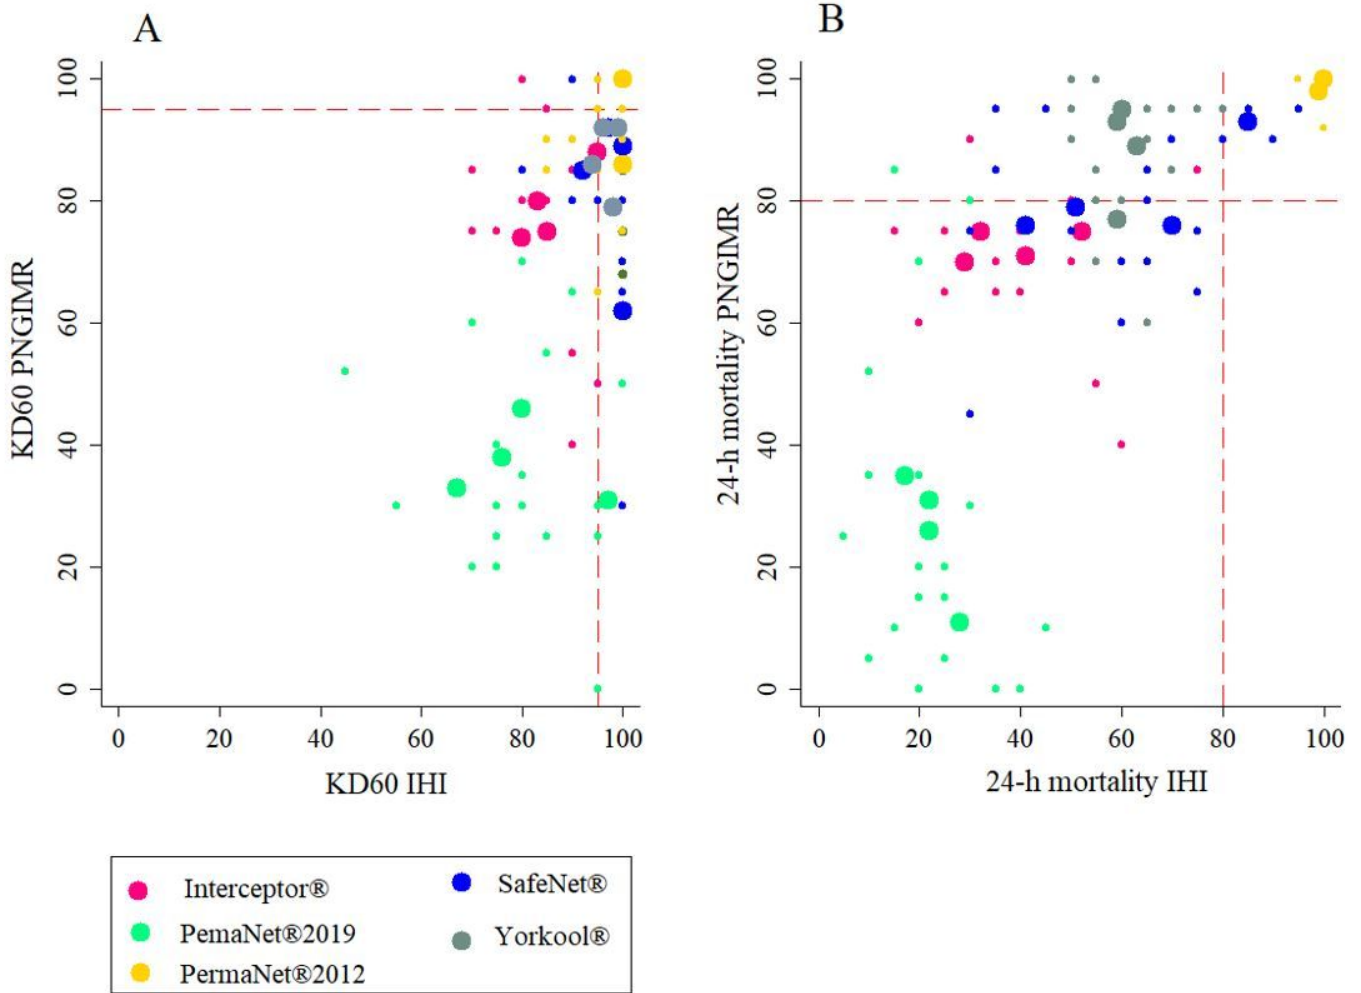 A
B
100
80
60
40
20
0
KD60 PNGIMR
0 20 40 60 80 100
KD60 IHI
100
80
60
40
20
0
24-h mortality PNGIMR
0 20 40 60 80 100
24-h mortality IHI
Interceptor®
PemaNet®2019
PermaNet®2012
SafeNet®
Yorkool®